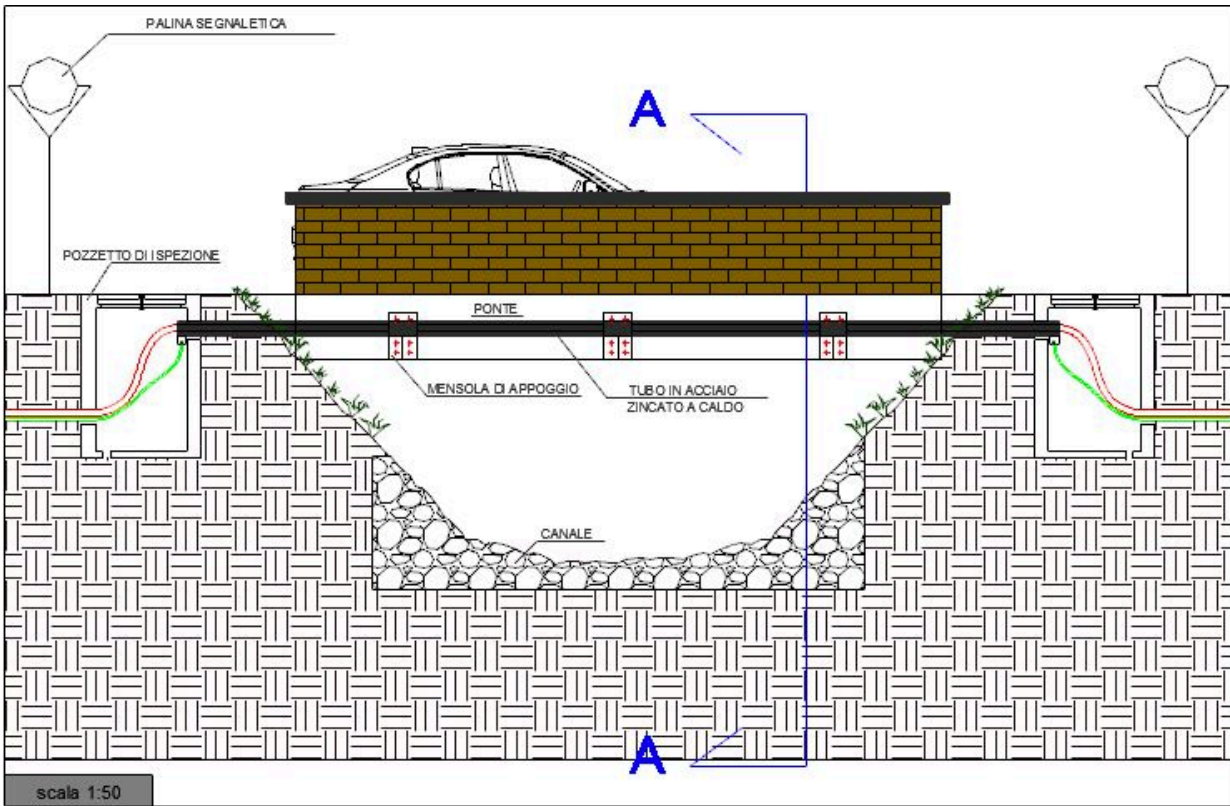 PALINA SEGNALETICA
A
POZZETTO DI ISPEZIONE
PONTE
MENSOLA DI APPOGGIO
TUBO IN ACCIAIO
ZINCATO A CALDO
CANALE
A
scala 1:50